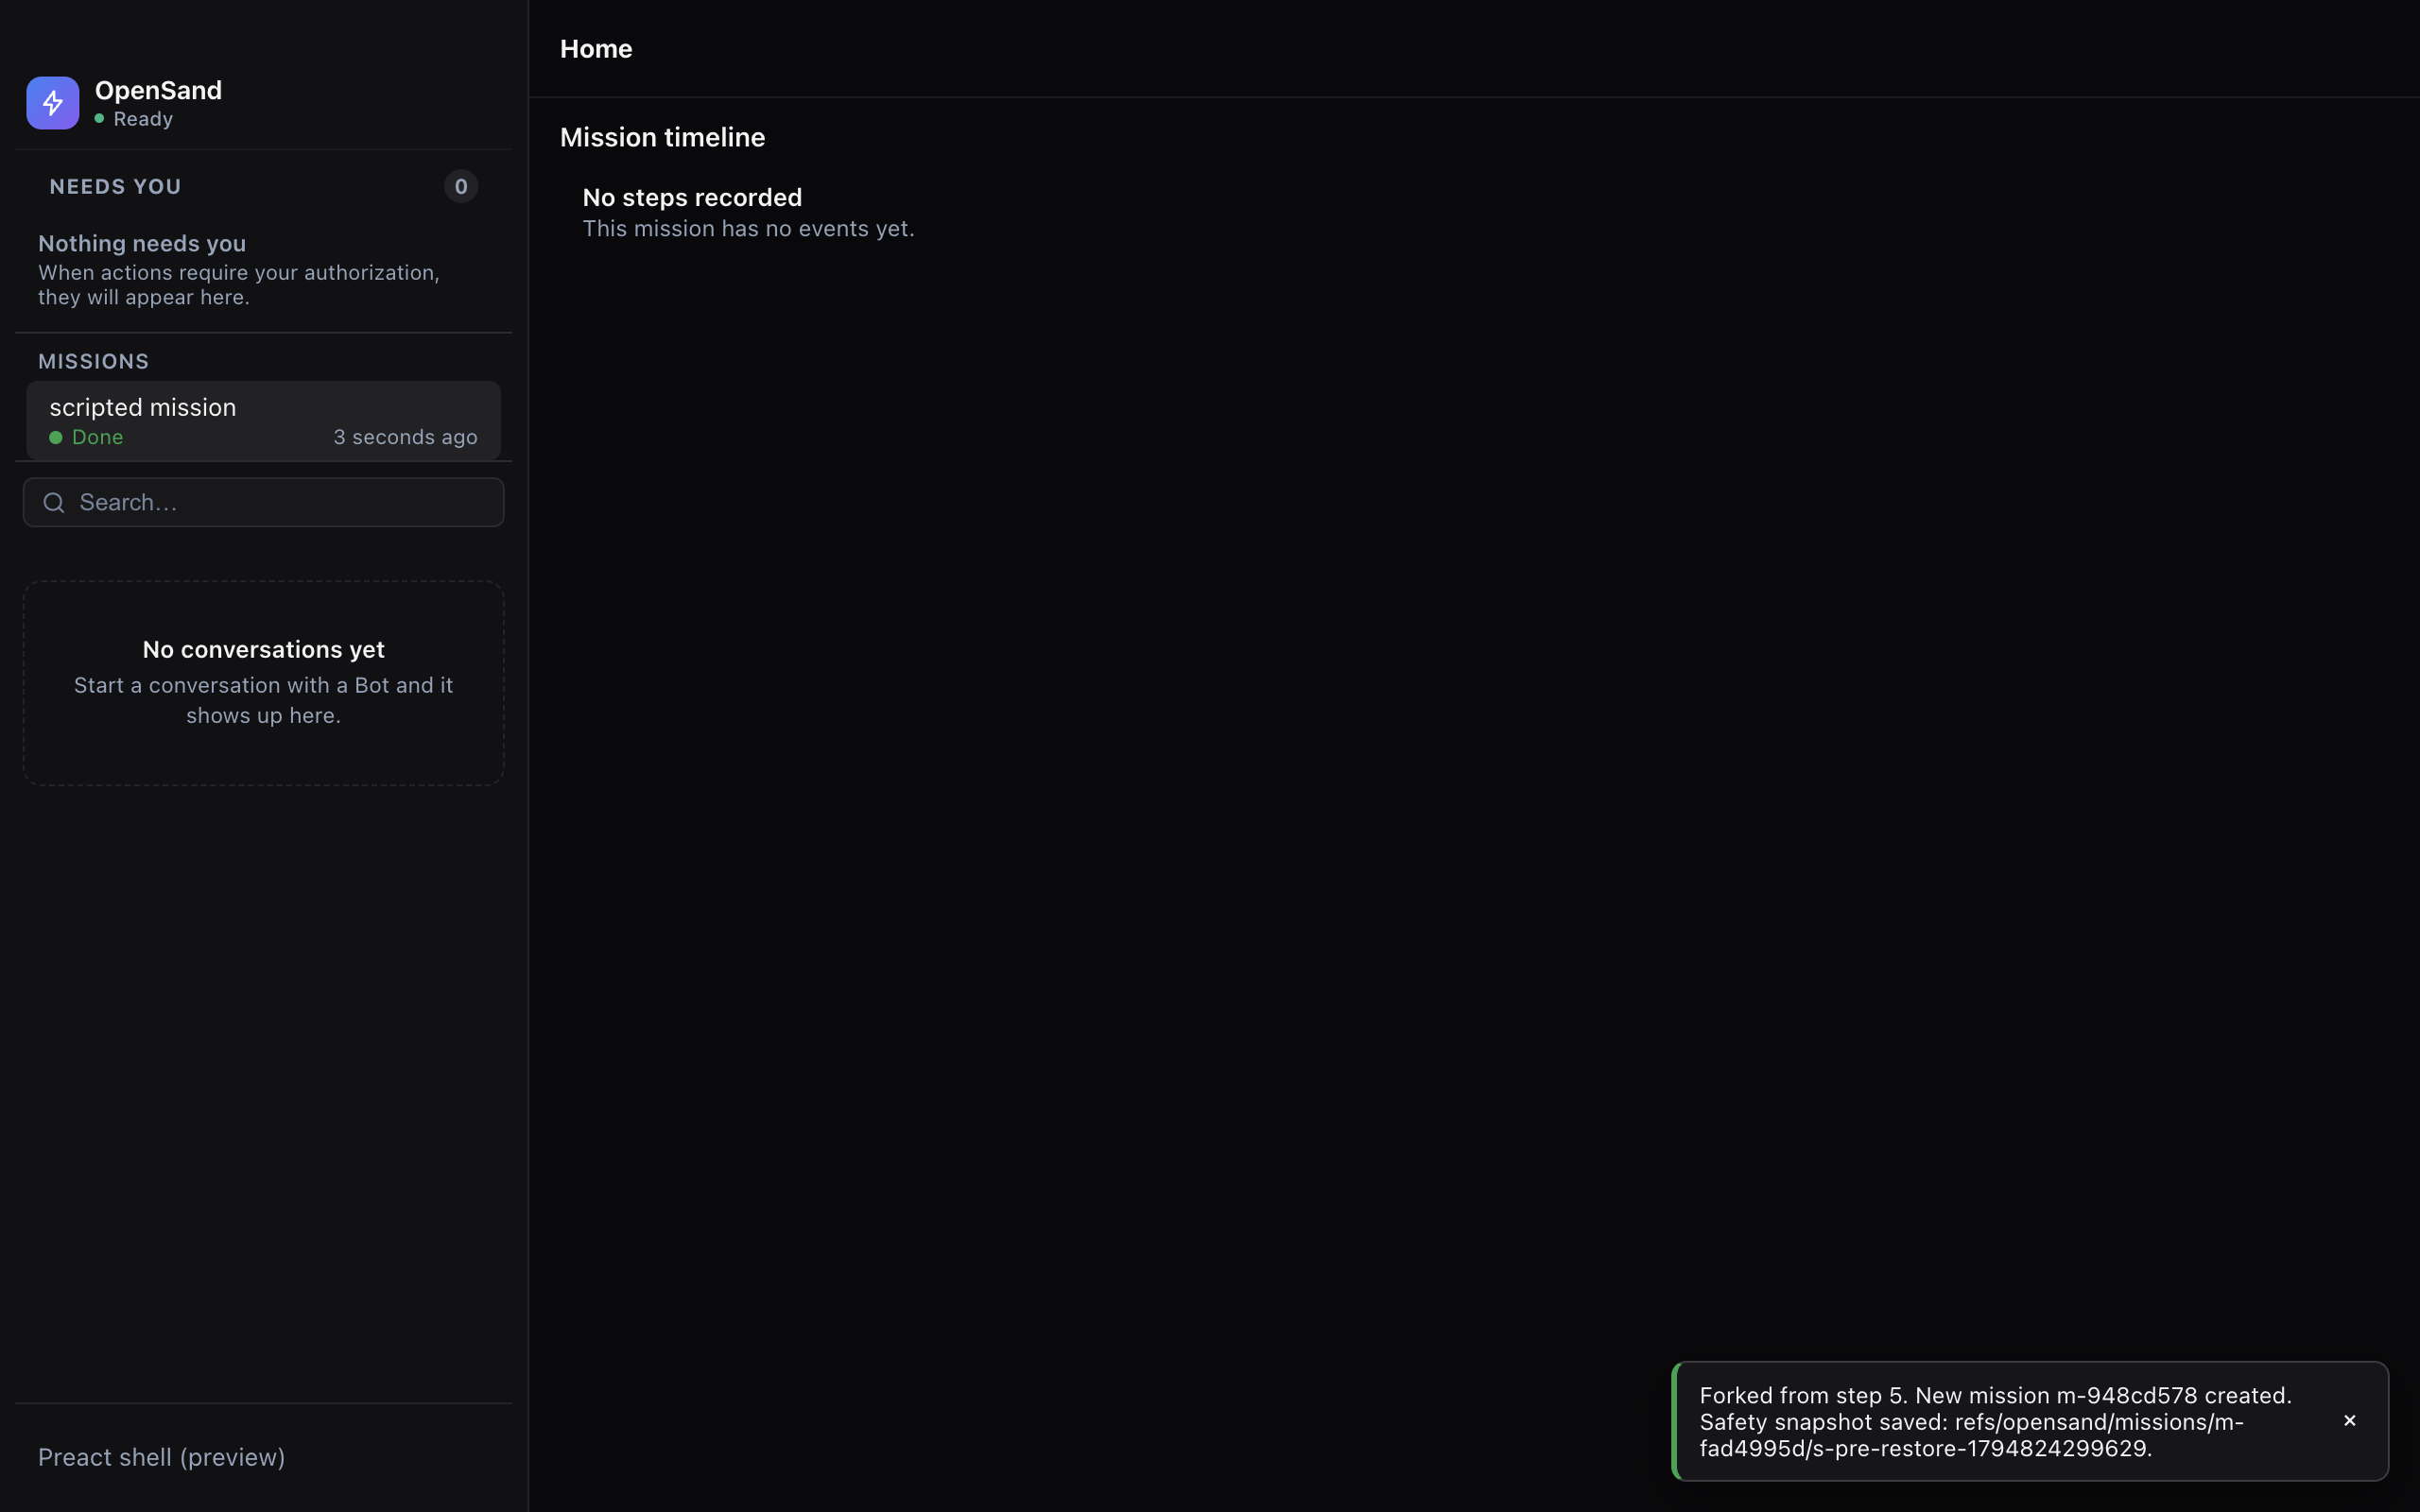 OpenSand
Ready
NEEDS YOU
0
Nothing needs you
When actions require your authorization,
they will appear here.
MISSIONS
scripted mission
Done
3 seconds ago
Search…
No conversations yet
Start a conversation with a Bot and it
shows up here.
Preact shell (preview)
Home
Mission timeline
No steps recorded
This mission has no events yet.
Forked from step 5. New mission m-948cd578 created.
Safety snapshot saved: refs/opensand/missions/m-
fad4995d/s-pre-restore-1794824299629.